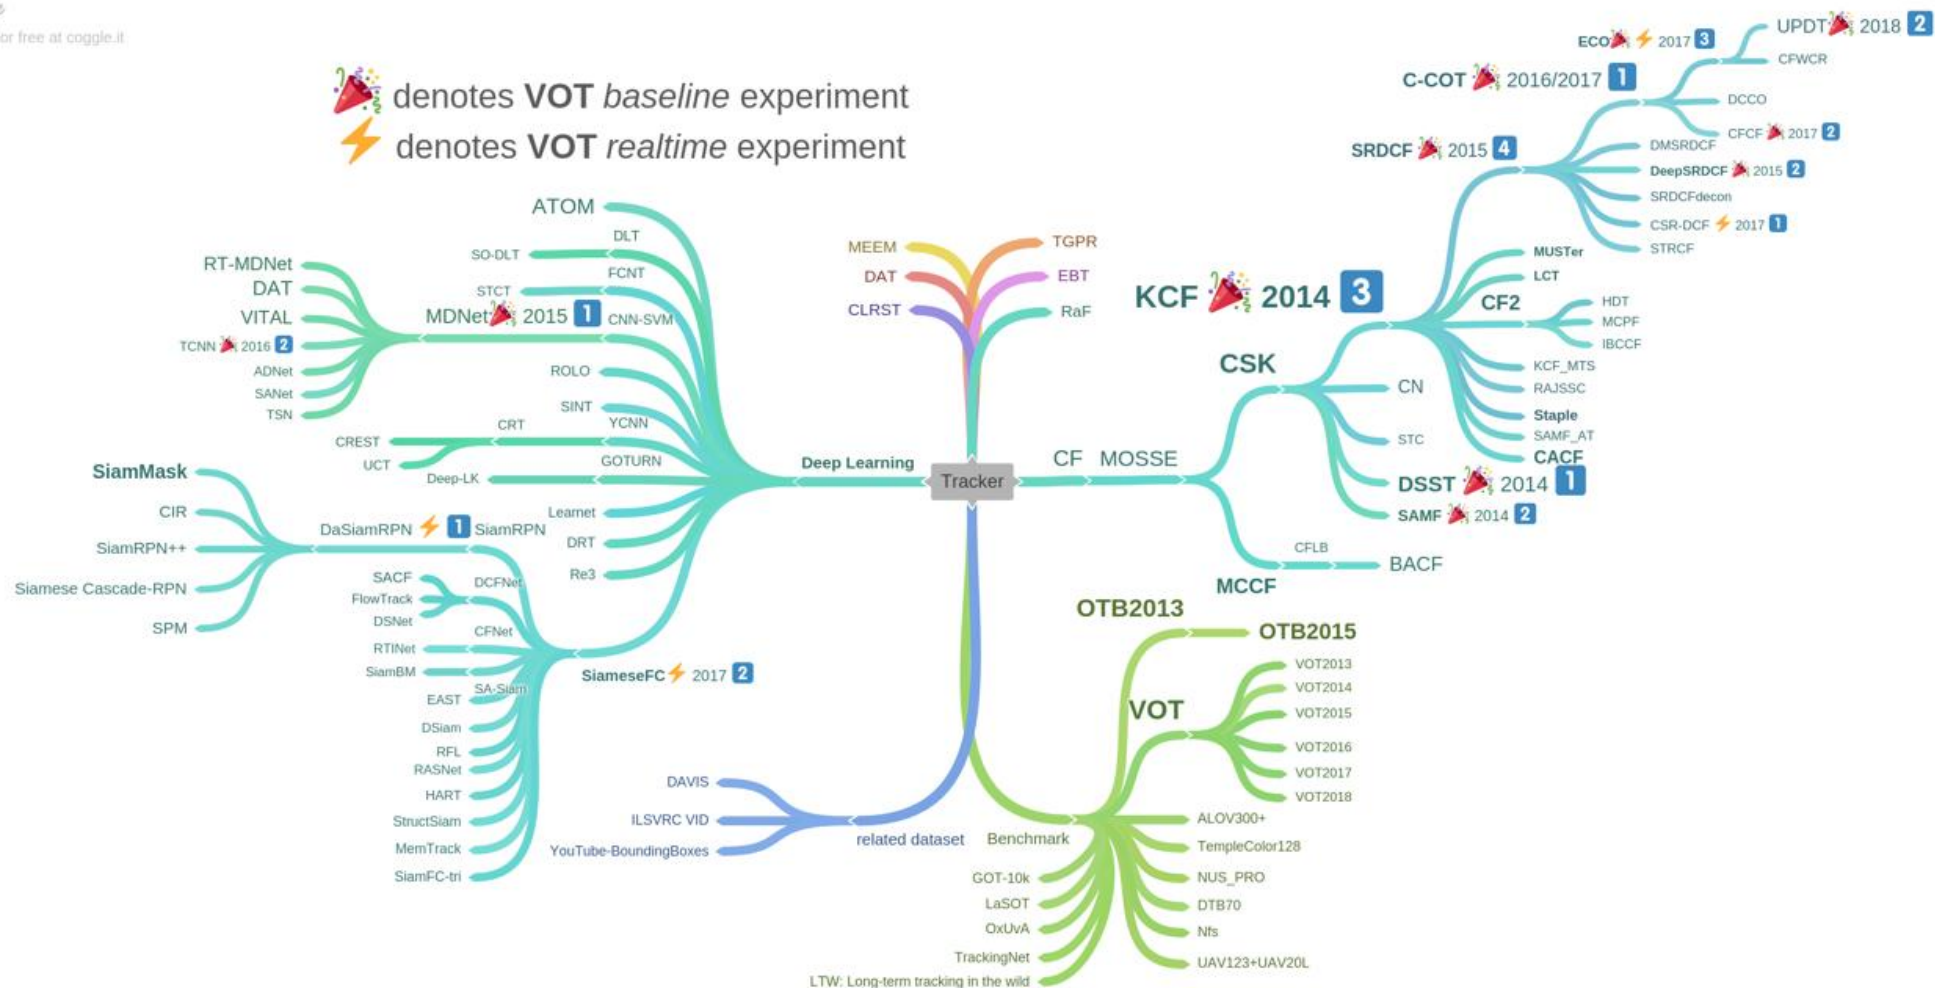 or free at coggle.it
🎉 denotes VOT baseline experiment
⚡ denotes VOT realtime experiment
Tracker
Deep Learning
ATOM
DLT
SO-DLT
FCNT
STCT
CNN-SVM
MDNet🎉 2015 1
RT-MDNet
DAT
VITAL
TCNN 🎉 2016 2
ADNet
SANet
TSN
ROLO
SINT
YCNN
CRT
CREST
UCT
GOTURN
Deep-LK
Learnet
DRT
Re3
SiameseFC⚡ 2017 2
SiamRPN
DaSiamRPN ⚡ 1
SiamMask
CIR
SiamRPN++
Siamese Cascade-RPN
SPM
DCFNet
SACF
FlowTrack
DSNet
CFNet
RTINet
SiamBM
SA-Siam
EAST
DSiam
RFL
RASNet
HART
StructSiam
MemTrack
SiamFC-tri
MEEM
DAT
CLRST
TGPR
EBT
RaF
CF
MOSSE
CSK
KCF 🎉 2014 3
SRDCF 🎉 2015 4
C-COT 🎉 2016/2017 1
ECO🎉 ⚡ 2017 3
UPDT🎉 2018 2
CFWCR
DCCO
CFCF 🎉 2017 2
DMSRDCF
DeepSRDCF 🎉 2015 2
SRDCFdecon
CSR-DCF ⚡ 2017 1
STRCF
MUSTer
LCT
CF2
HDT
MCPF
IBCCF
KCF_MTS
RAJSSC
Staple
SAMF_AT
CACF
CN
STC
DSST 🎉 2014 1
SAMF 🎉 2014 2
MCCF
CFLB
BACF
related dataset
DAVIS
ILSVRC VID
YouTube-BoundingBoxes
Benchmark
OTB2013
OTB2015
VOT
VOT2013
VOT2014
VOT2015
VOT2016
VOT2017
VOT2018
ALOV300+
TempleColor128
NUS_PRO
DTB70
Nfs
UAV123+UAV20L
GOT-10k
LaSOT
OxUvA
TrackingNet
LTW: Long-term tracking in the wild